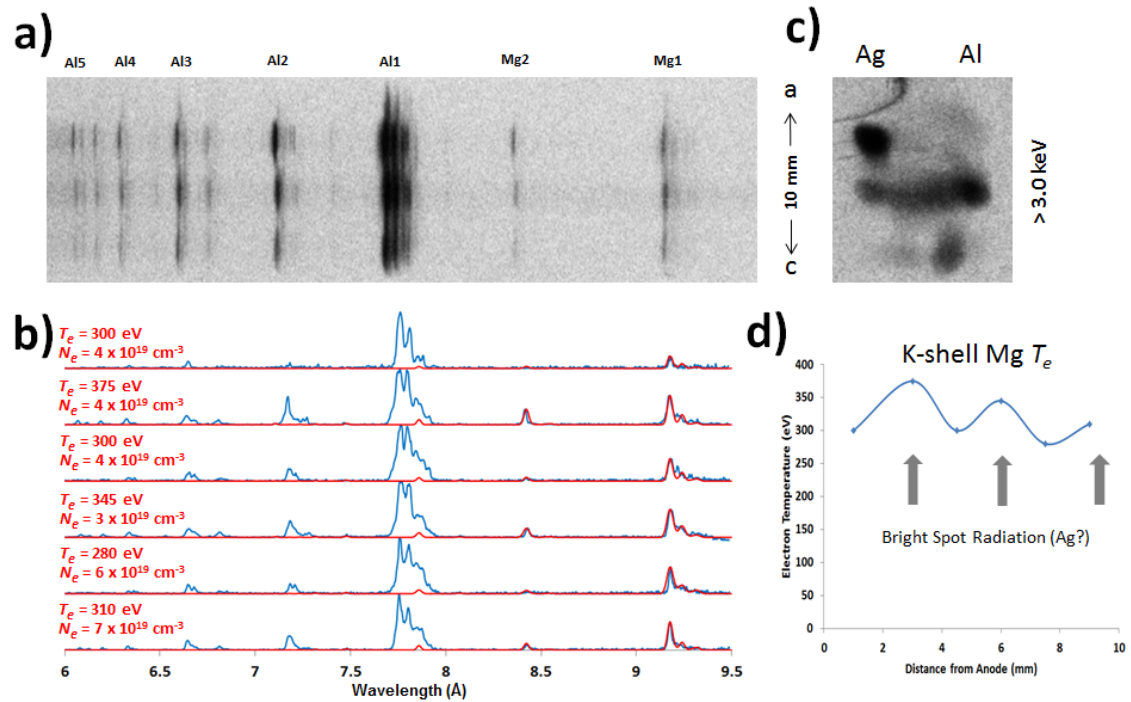 a)
Al5 Al4 Al3 Al2 Al1 Mg2 Mg1
c)
Ag Al
a
10 mm
c
> 3.0 keV
b)
Te = 300 eV
Ne = 4 x 10¹⁹ cm⁻³
Te = 375 eV
Ne = 4 x 10¹⁹ cm⁻³
Te = 300 eV
Ne = 4 x 10¹⁹ cm⁻³
Te = 345 eV
Ne = 3 x 10¹⁹ cm⁻³
Te = 280 eV
Ne = 6 x 10¹⁹ cm⁻³
Te = 310 eV
Ne = 7 x 10¹⁹ cm⁻³
6 6.5 7 7.5 8 8.5 9 9.5
Wavelength (Å)
d)
K-shell Mg Te
400
350
300
250
200
150
100
50
0
Electron Temperature (eV)
Bright Spot Radiation (Ag?)
0 2 4 6 8 10
Distance from Anode (mm)